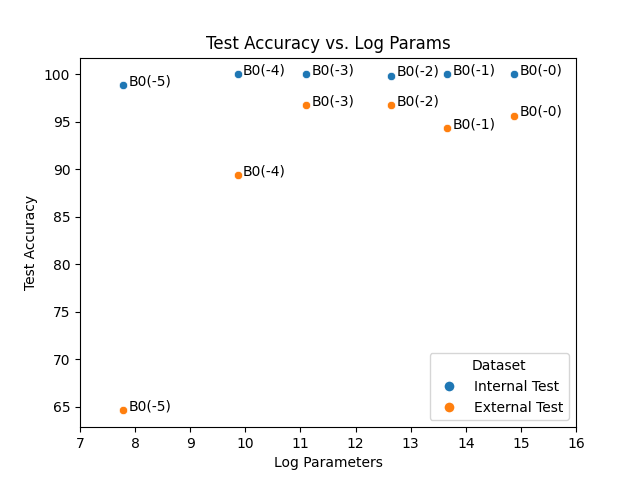 Test Accuracy vs. Log Params
Test Accuracy
100
95
90
85
80
75
70
65
B0(-5)
B0(-4)
B0(-3)
B0(-2)
B0(-1)
B0(-0)
B0(-3)
B0(-2)
B0(-0)
B0(-1)
B0(-4)
B0(-5)
Dataset
Internal Test
External Test
7 8 9 10 11 12 13 14 15 16
Log Parameters